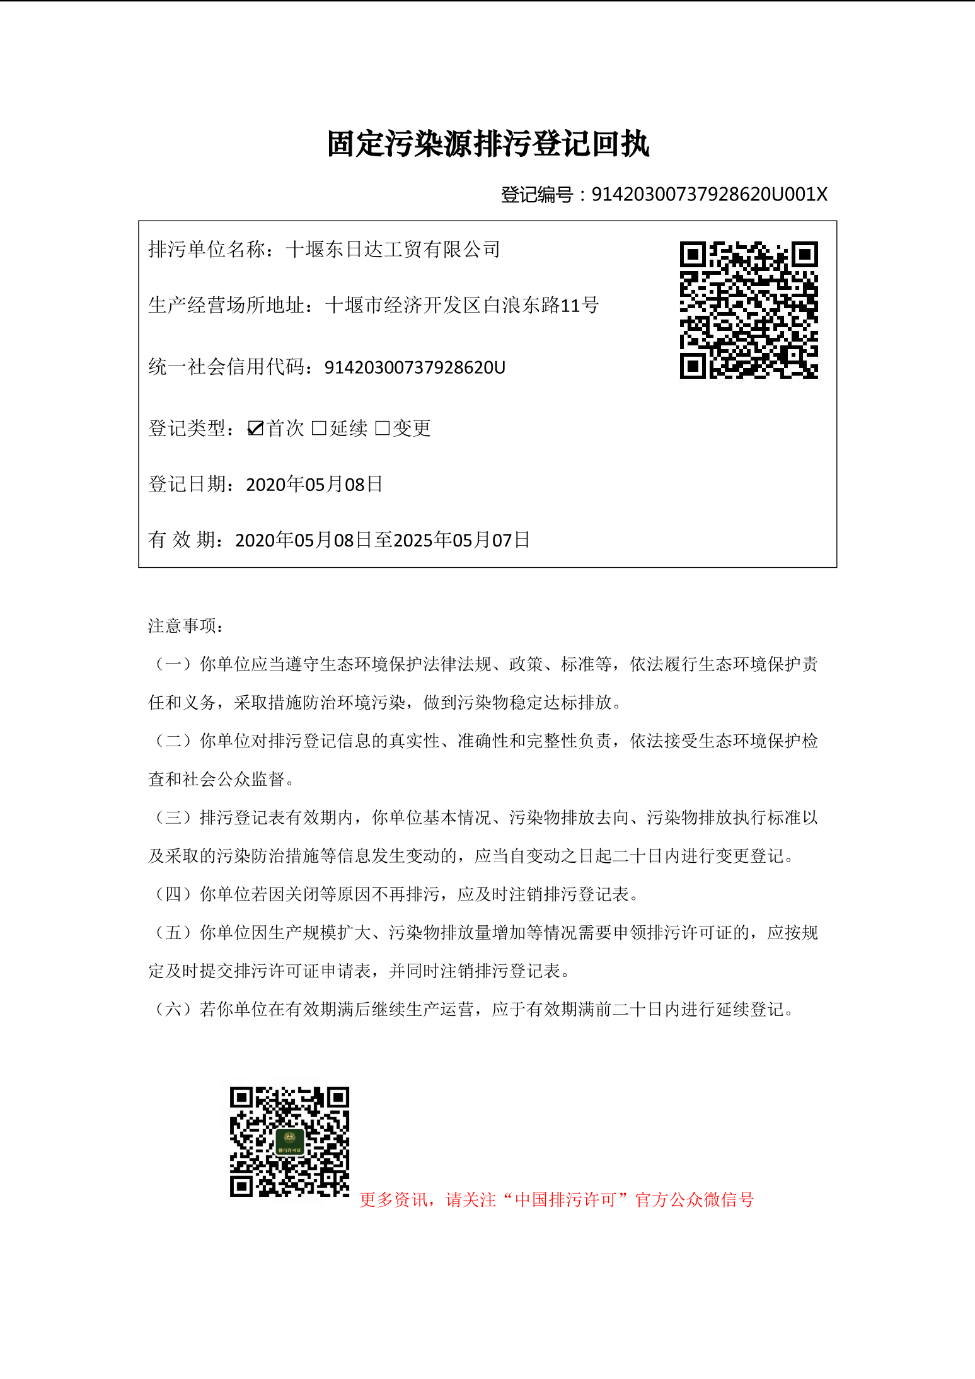 固定污染源排污登记回执
登记编号：91420300737928620U001X
排污单位名称：十堰东日达工贸有限公司
生产经营场所地址：十堰市经济开发区白浪东路11号
统一社会信用代码：91420300737928620U
登记类型：☑首次 □延续 □变更
登记日期：2020年05月08日
有 效 期：2020年05月08日至2025年05月07日
注意事项：
（一）你单位应当遵守生态环境保护法律法规、政策、标准等，依法履行生态环境保护责
任和义务，采取措施防治环境污染，做到污染物稳定达标排放。
（二）你单位对排污登记信息的真实性、准确性和完整性负责，依法接受生态环境保护检
查和社会公众监督。
（三）排污登记表有效期内，你单位基本情况、污染物排放去向、污染物排放执行标准以
及采取的污染防治措施等信息发生变动的，应当自变动之日起二十日内进行变更登记。
（四）你单位若因关闭等原因不再排污，应及时注销排污登记表。
（五）你单位因生产规模扩大、污染物排放量增加等情况需要申领排污许可证的，应按规
定及时提交排污许可证申请表，并同时注销排污登记表。
（六）若你单位在有效期满后继续生产运营，应于有效期满前二十日内进行延续登记。
更多资讯，请关注“中国排污许可”官方公众微信号